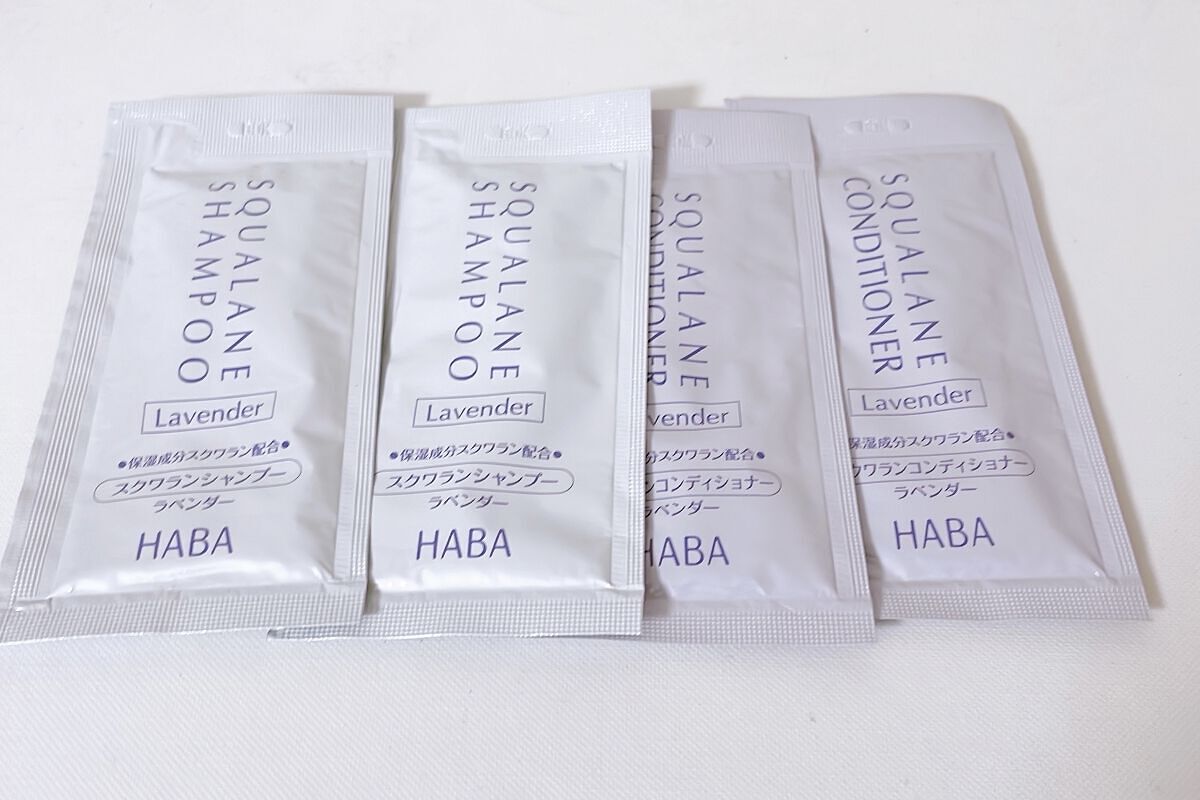 SQUALANE
SHAMPOO
Lavender
●保湿成分スクワラン配合●
スクワランシャンプー
ラベンダー
HABA
SQUALANE
SHAMPOO
Lavender
●保湿成分スクワラン配合●
スクワランシャンプー
ラベンダー
HABA
SQUALANE
CONDITIONER
vender
分スクワラン配合●
ンコンディショナー
ラベンダー
HABA
SQUALANE
CONDITIONER
Lavender
保湿成分スクワラン配合●
クワランコンディショナー
ラベンダー
HABA